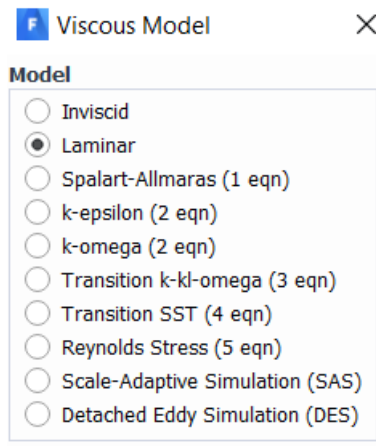 Viscous Model
Model
Inviscid
Laminar
Spalart-Allmaras (1 eqn)
k-epsilon (2 eqn)
k-omega (2 eqn)
Transition k-kl-omega (3 eqn)
Transition SST (4 eqn)
Reynolds Stress (5 eqn)
Scale-Adaptive Simulation (SAS)
Detached Eddy Simulation (DES)